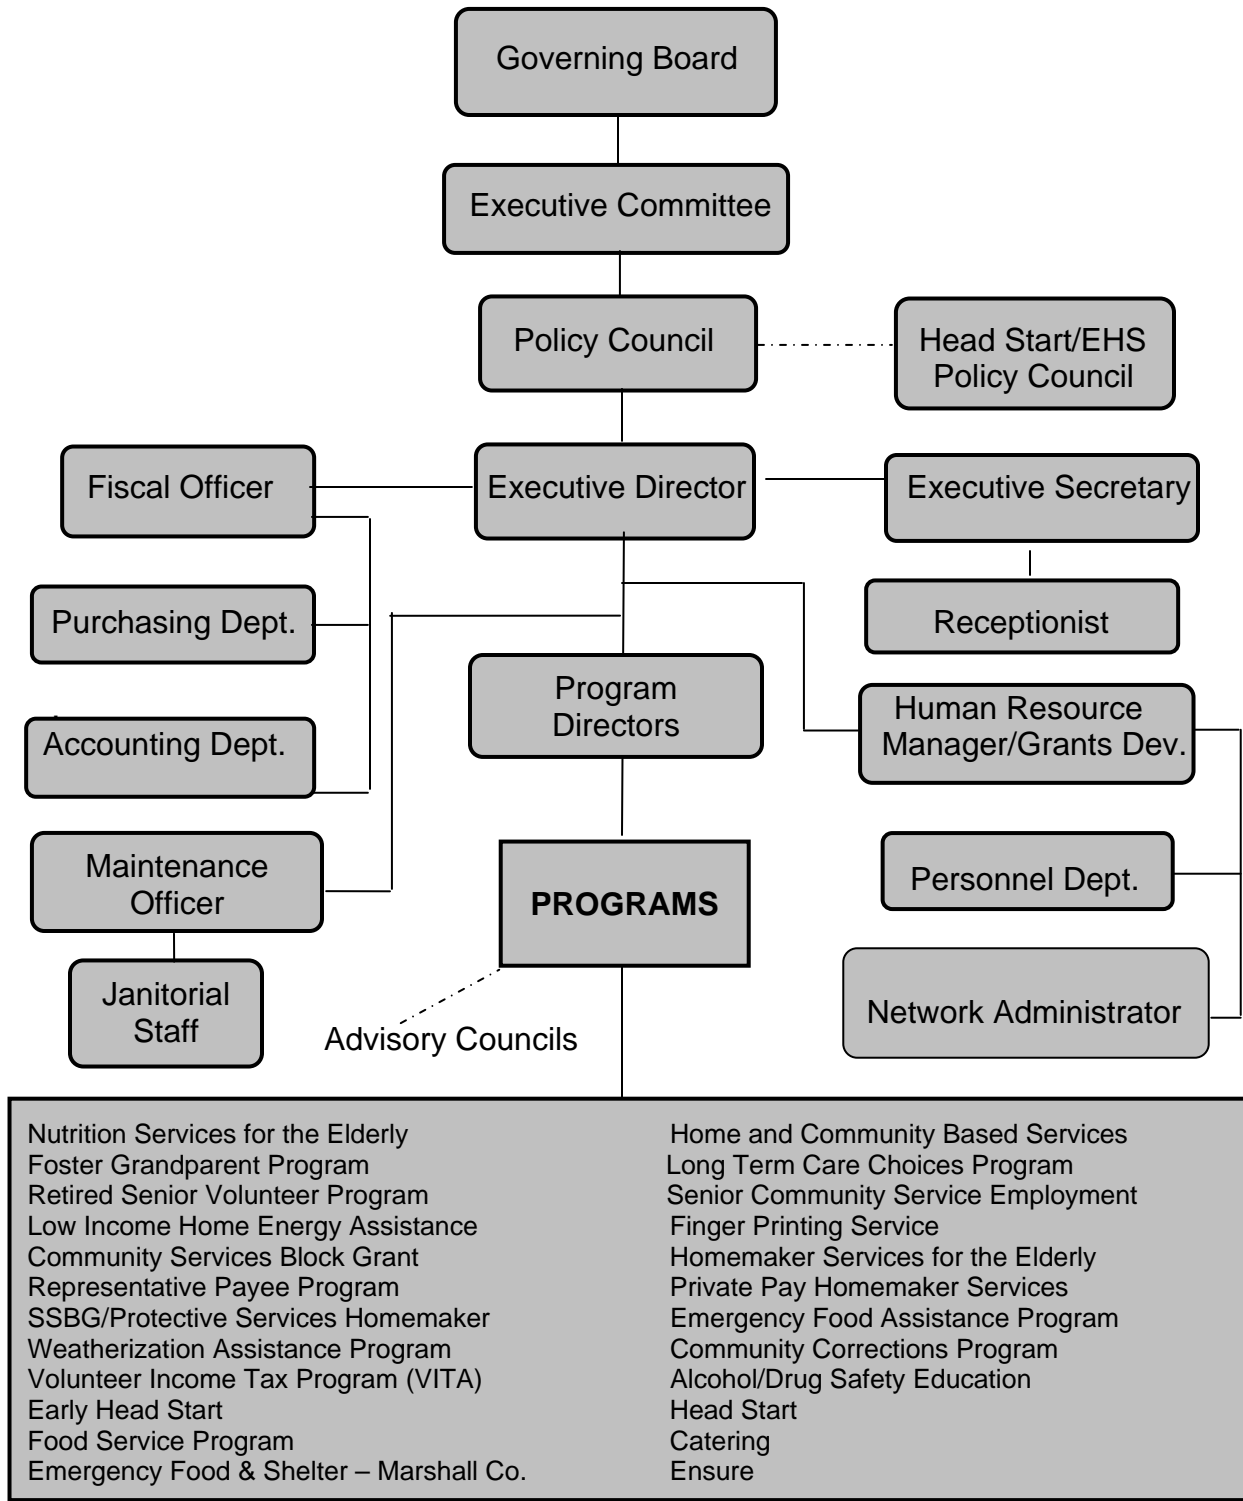 Governing Board
Executive Committee
Policy Council
Head Start/EHS
Policy Council
Fiscal Officer
Executive Director
Executive Secretary
Purchasing Dept.
Receptionist
Program
Directors
Human Resource
Manager/Grants Dev.
Accounting Dept.
Maintenance
Officer
PROGRAMS
Personnel Dept.
Janitorial
Staff
Advisory Councils
Network Administrator
Nutrition Services for the Elderly
Foster Grandparent Program
Retired Senior Volunteer Program
Low Income Home Energy Assistance
Community Services Block Grant
Representative Payee Program
SSBG/Protective Services Homemaker
Weatherization Assistance Program
Volunteer Income Tax Program (VITA)
Early Head Start
Food Service Program
Emergency Food & Shelter – Marshall Co.
Home and Community Based Services
Long Term Care Choices Program
Senior Community Service Employment
Finger Printing Service
Homemaker Services for the Elderly
Private Pay Homemaker Services
Emergency Food Assistance Program
Community Corrections Program
Alcohol/Drug Safety Education
Head Start
Catering
Ensure